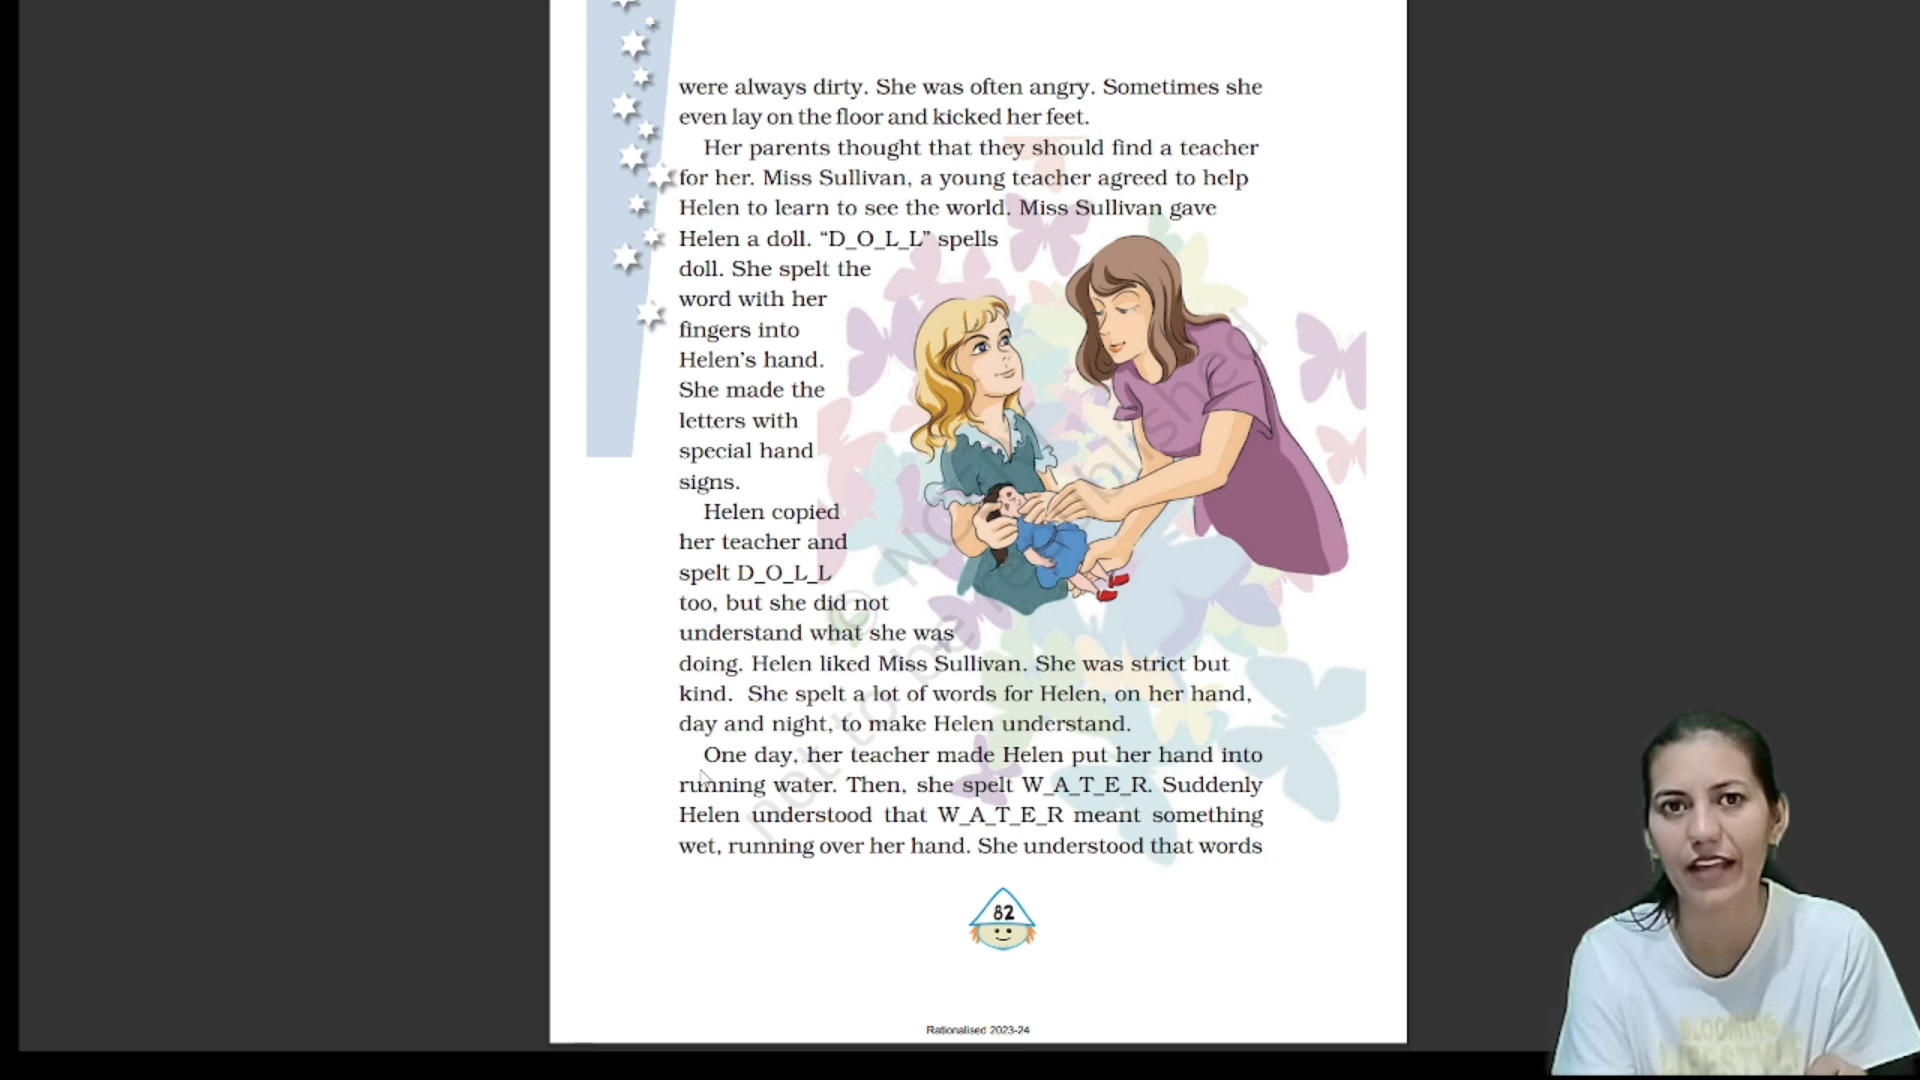 were always dirty. She was often angry. Sometimes she
even lay on the floor and kicked her feet.
Her parents thought that they should find a teacher
for her. Miss Sullivan, a young teacher agreed to help
Helen to learn to see the world. Miss Sullivan gave
Helen a doll. “D_O_L_L” spells
doll. She spelt the
word with her
fingers into
Helen’s hand.
She made the
letters with
special hand
signs.
Helen copied
her teacher and
spelt D_O_L_L
too, but she did not
understand what she was
doing. Helen liked Miss Sullivan. She was strict but
kind. She spelt a lot of words for Helen, on her hand,
day and night, to make Helen understand.
One day, her teacher made Helen put her hand into
running water. Then, she spelt W_A_T_E_R. Suddenly
Helen understood that W_A_T_E_R meant something
wet, running over her hand. She understood that words
82
Rationalised 2023-24
BLOOMING